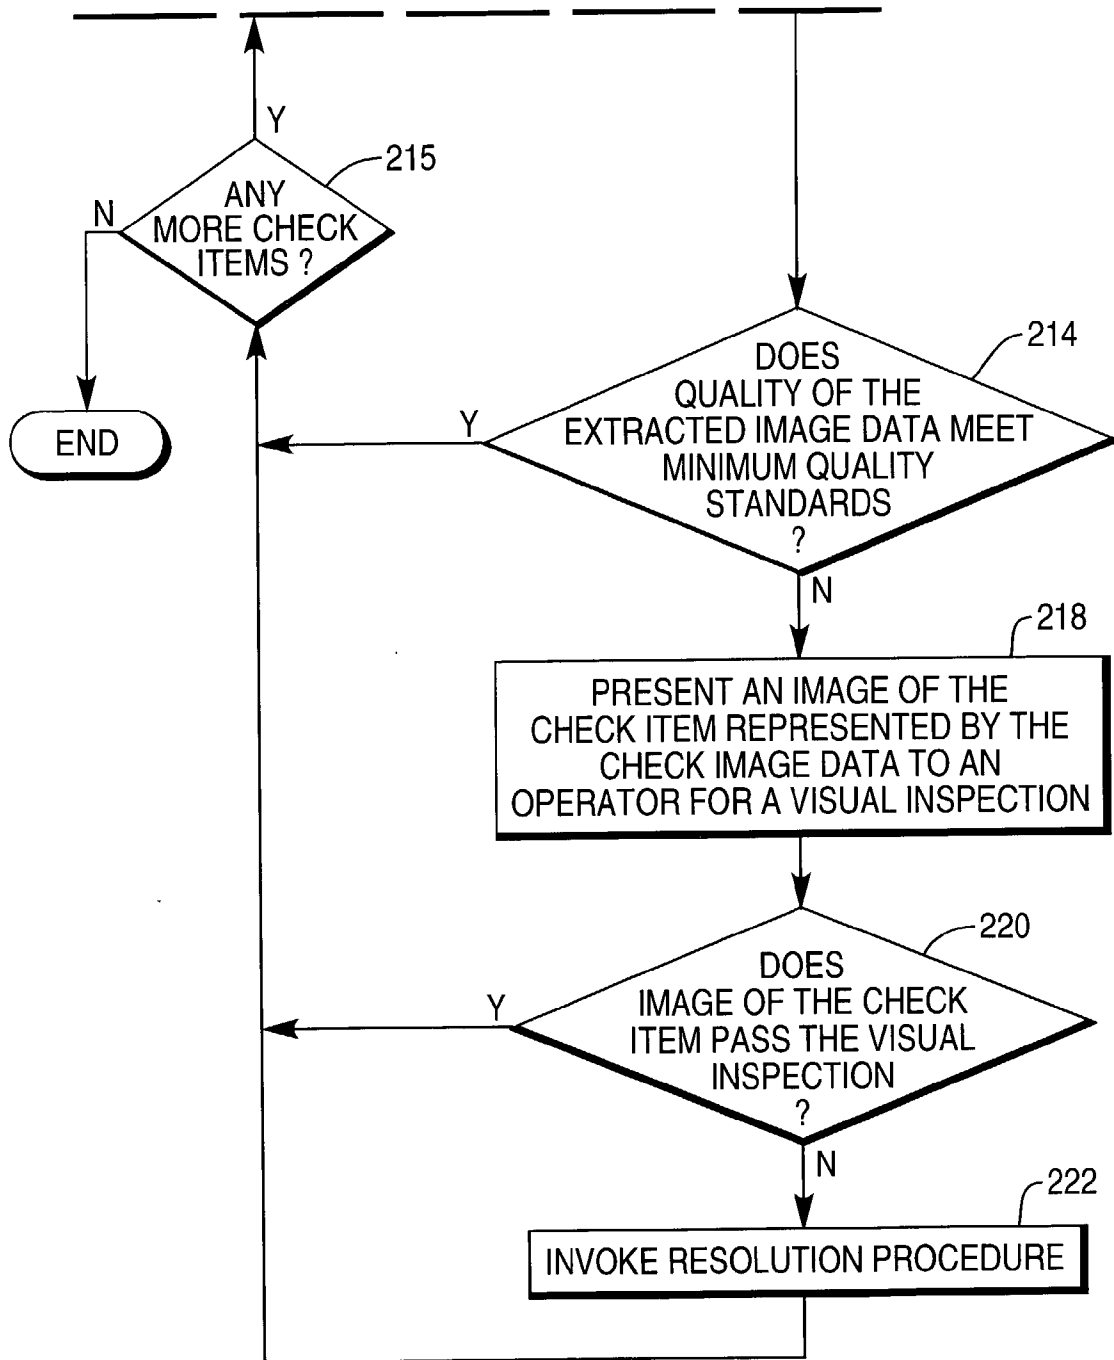 Y
215
N
ANY
MORE CHECK
ITEMS ?
END
214
DOES
QUALITY OF THE
EXTRACTED IMAGE DATA MEET
MINIMUM QUALITY
STANDARDS
?
Y
N
218
PRESENT AN IMAGE OF THE
CHECK ITEM REPRESENTED BY THE
CHECK IMAGE DATA TO AN
OPERATOR FOR A VISUAL INSPECTION
220
DOES
IMAGE OF THE CHECK
ITEM PASS THE VISUAL
INSPECTION
?
Y
N
222
INVOKE RESOLUTION PROCEDURE